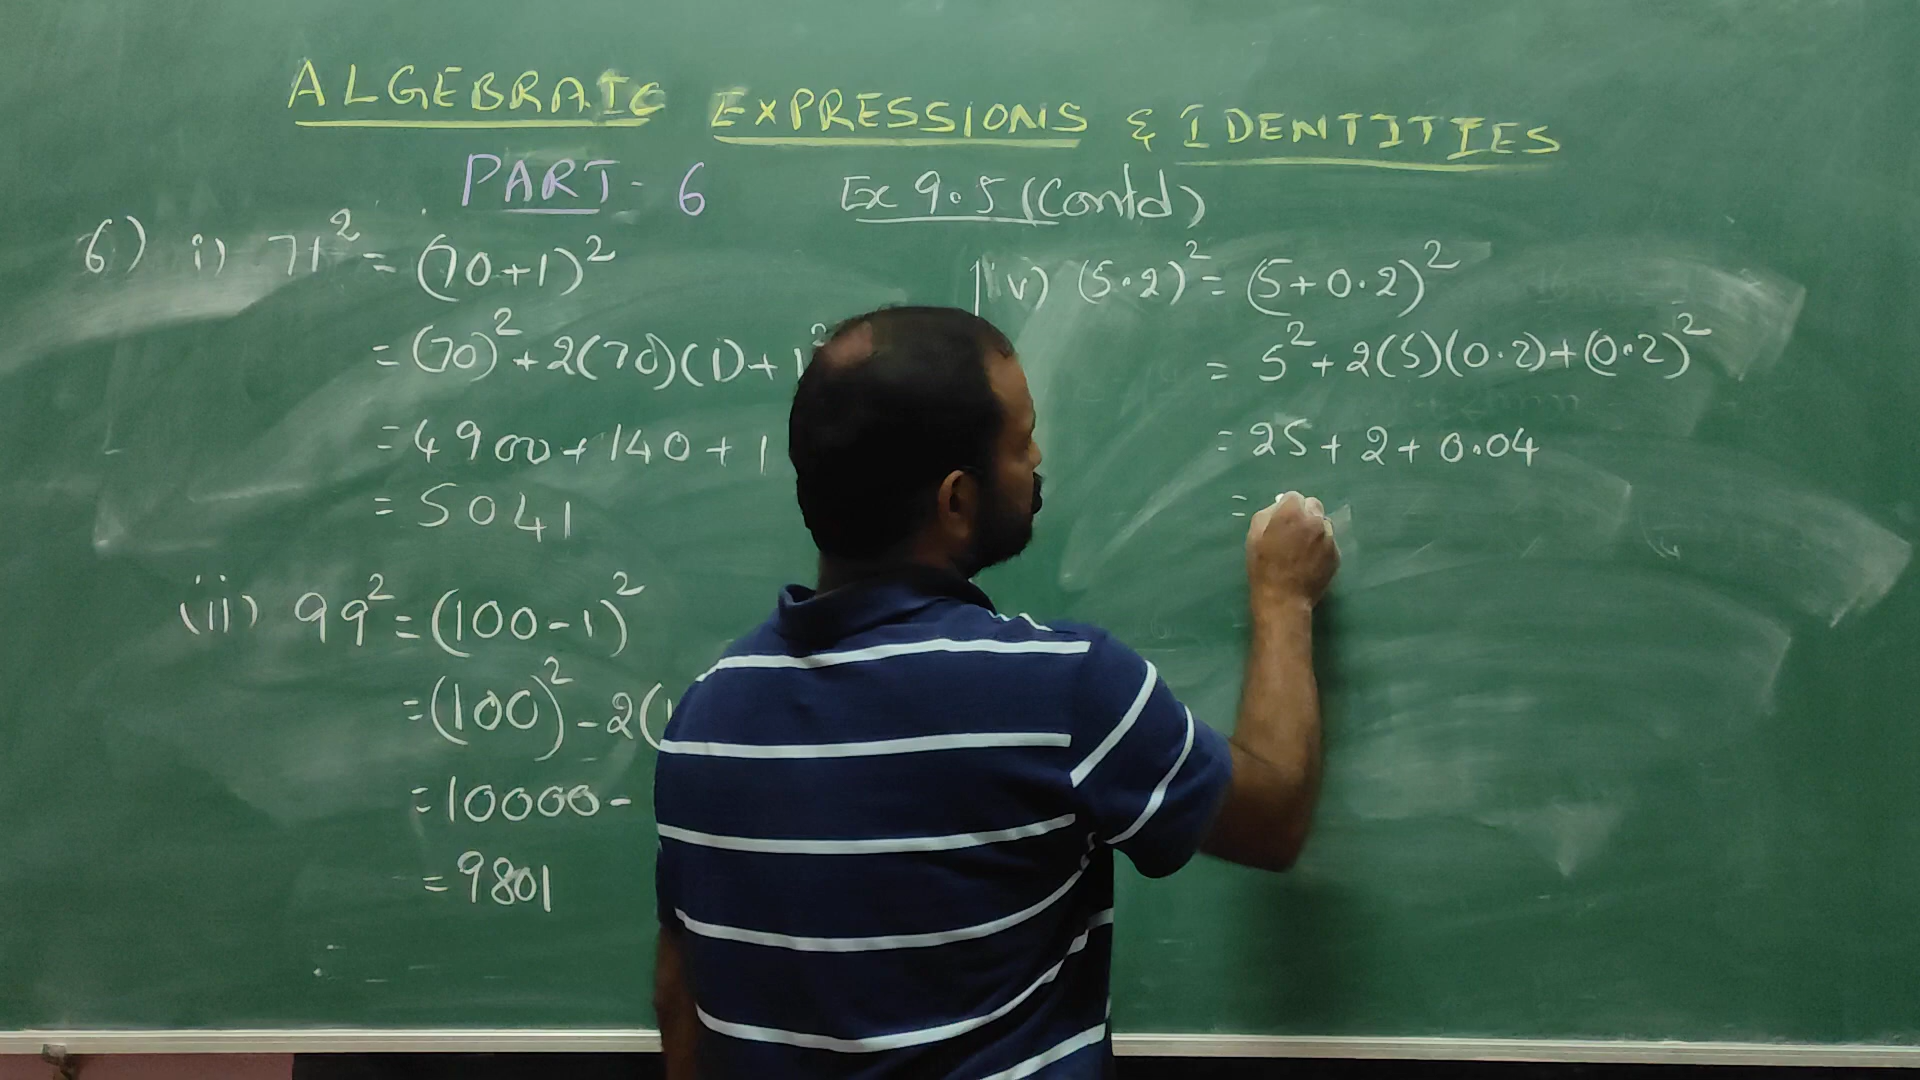 ALGEBRAIC EXPRESSIONS & IDENTITIES
PART - 6 Ex 9.5 (Contd)
6) i) 71² = (70+1)²
= (70)² + 2(70)(1) + 1²
= 4900 + 140 + 1
= 5041
(ii) 99² = (100-1)²
= (100)² - 2(1
= 10000 -
= 9801
iv) (5.2)² = (5+0.2)²
= 5² + 2(5)(0.2) + (0.2)²
= 25 + 2 + 0.04
=